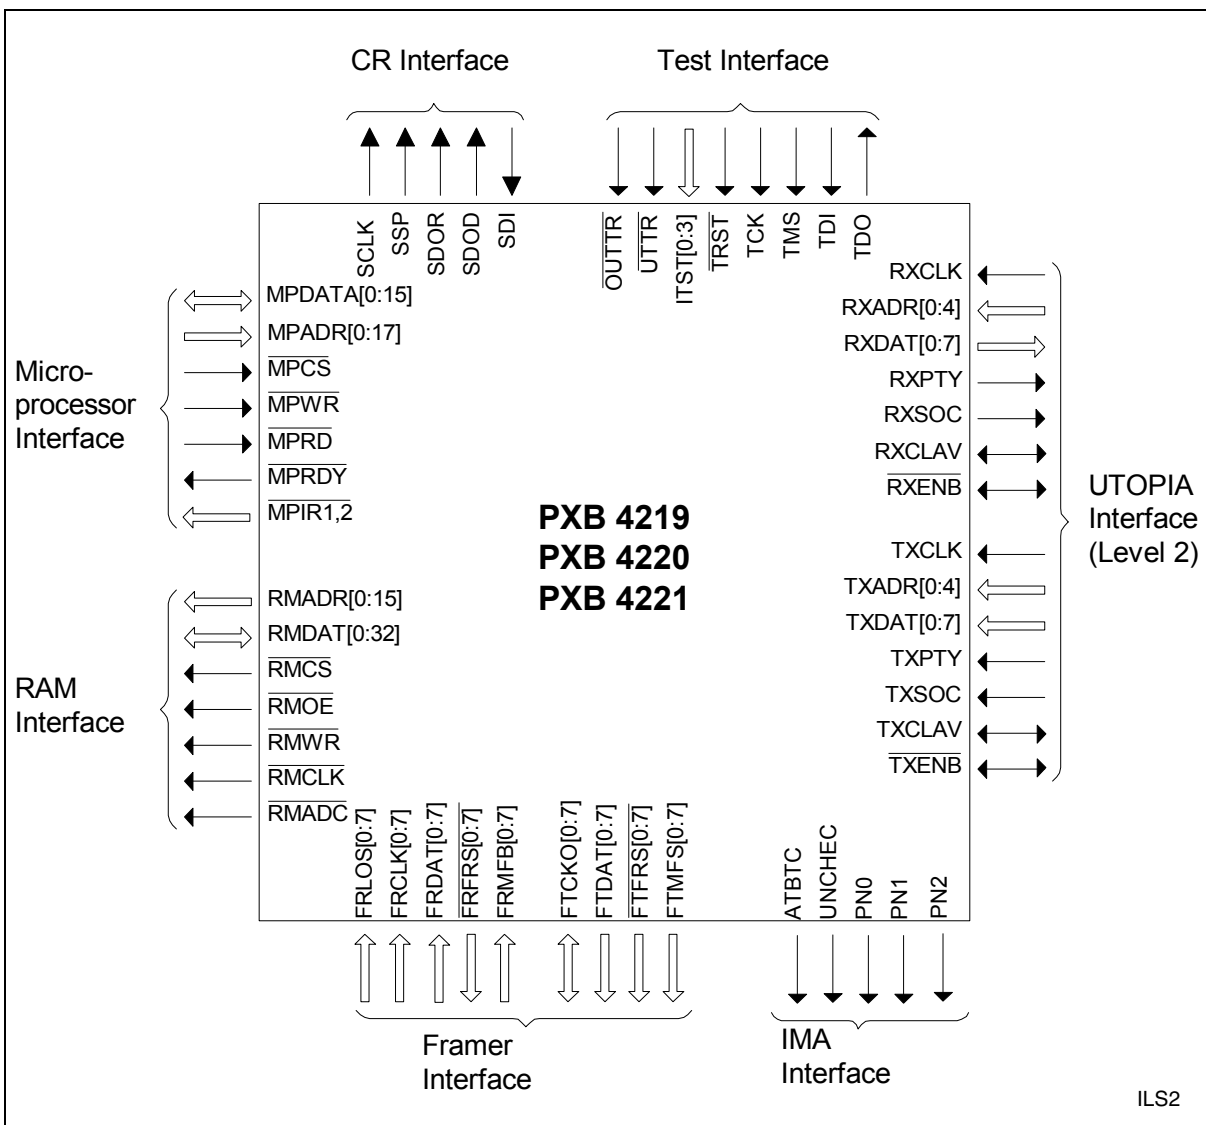 CR Interface
Test Interface
SCLK
SSP
SDOR
SDOD
SDI
OUTTR
UTTR
ITST[0:3]
TRST
TCK
TMS
TDI
TDO
Micro-
processor
Interface
MPDATA[0:15]
MPADR[0:17]
MPCS
MPWR
MPRD
MPRDY
MPIR1,2
RAM
Interface
RMADR[0:15]
RMDAT[0:32]
RMCS
RMOE
RMWR
RMCLK
RMADC
PXB 4219
PXB 4220
PXB 4221
RXCLK
RXADR[0:4]
RXDAT[0:7]
RXPTY
RXSOC
RXCLAV
RXENB
TXCLK
TXADR[0:4]
TXDAT[0:7]
TXPTY
TXSOC
TXCLAV
TXENB
UTOPIA
Interface
(Level 2)
FRLOS[0:7]
FRCLK[0:7]
FRDAT[0:7]
FRFRS[0:7]
FRMFB[0:7]
FTCKO[0:7]
FTDAT[0:7]
FTFRS[0:7]
FTMFS[0:7]
ATBTC
UNCHEC
PN0
PN1
PN2
Framer
Interface
IMA
Interface
ILS2